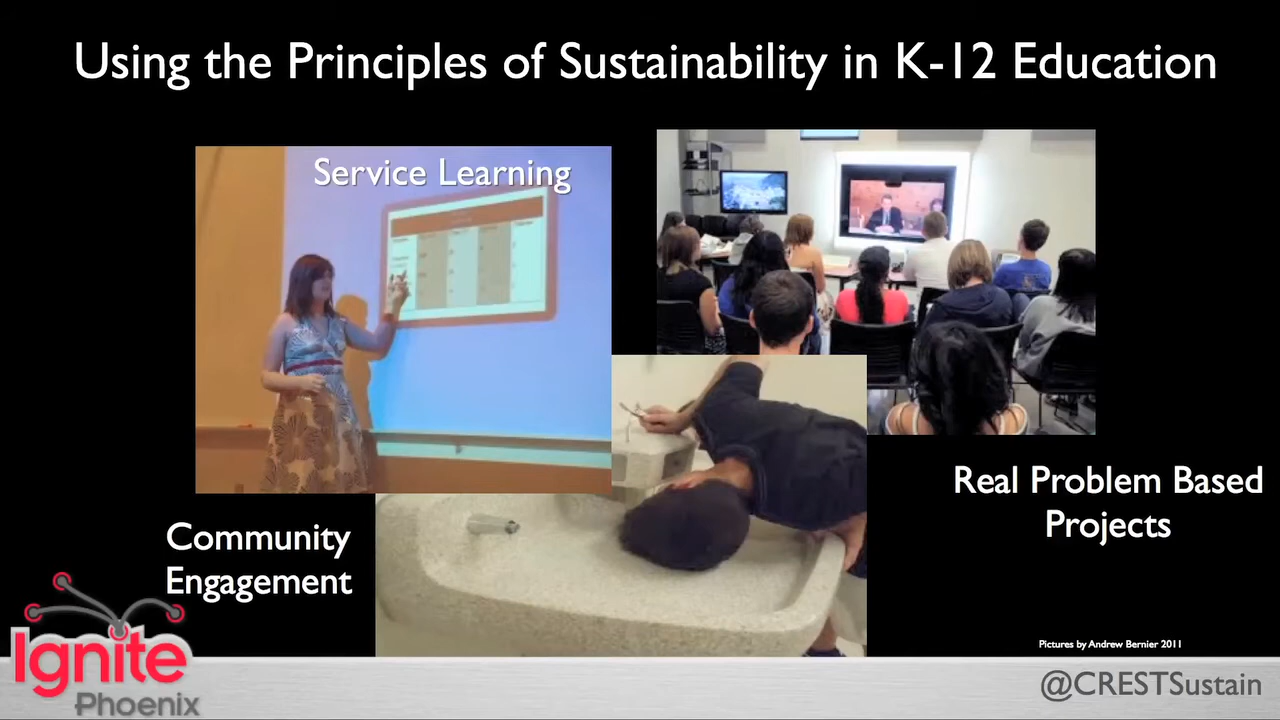 Using the Principles of Sustainability in K-12 Education
Service Learning
Real Problem Based
Projects
Community
Engagement
Pictures by Andrew Bernier 2011
Ignite
Phoenix
@CRESTSustain